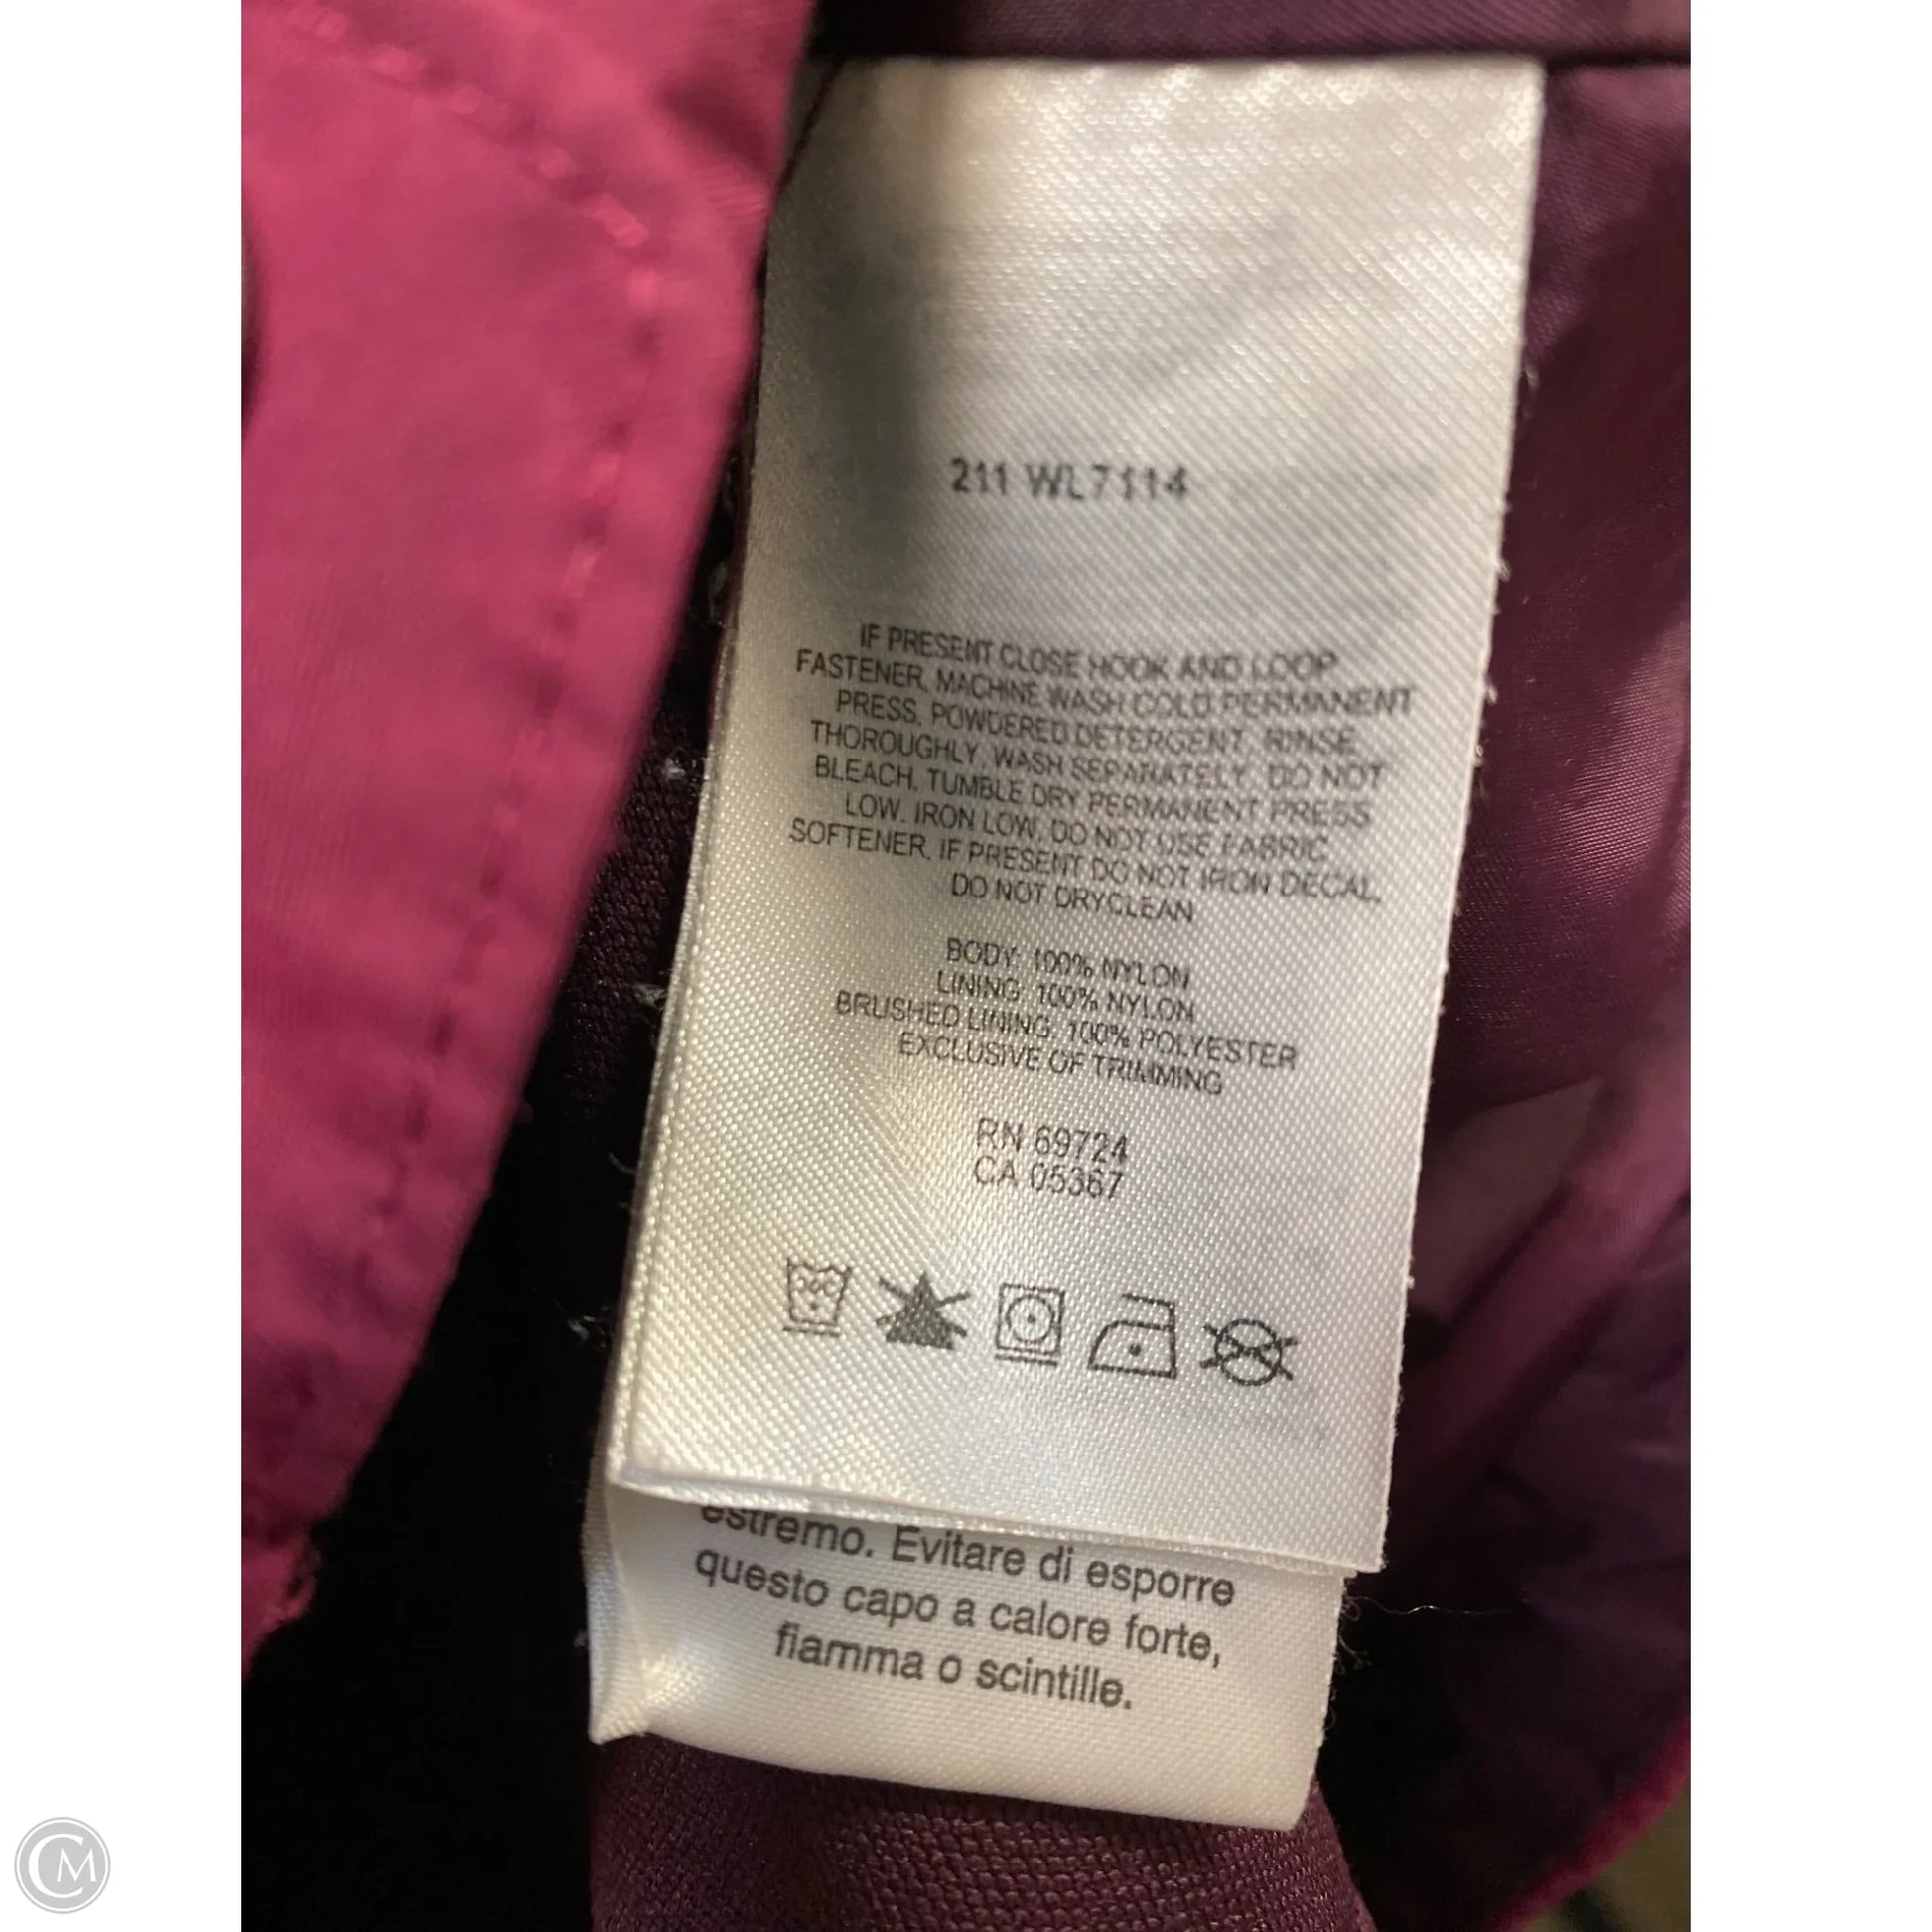 211 WL7114
IF PRESENT CLOSE HOOK AND LOOP
FASTENER, MACHINE WASH COLD PERMANENT
PRESS, POWDERED DETERGENT, RINSE
THOROUGHLY, WASH SEPARATELY, DO NOT
BLEACH, TUMBLE DRY PERMANENT PRESS
LOW, IRON LOW, DO NOT USE FABRIC
SOFTENER, IF PRESENT DO NOT IRON DECAL,
DO NOT DRYCLEAN
BODY: 100% NYLON
LINING: 100% NYLON
BRUSHED LINING: 100% POLYESTER
EXCLUSIVE OF TRIMMING
RN 69724
CA 05367
estremo. Evitare di esporre
questo capo a calore forte,
fiamma o scintille.
CM